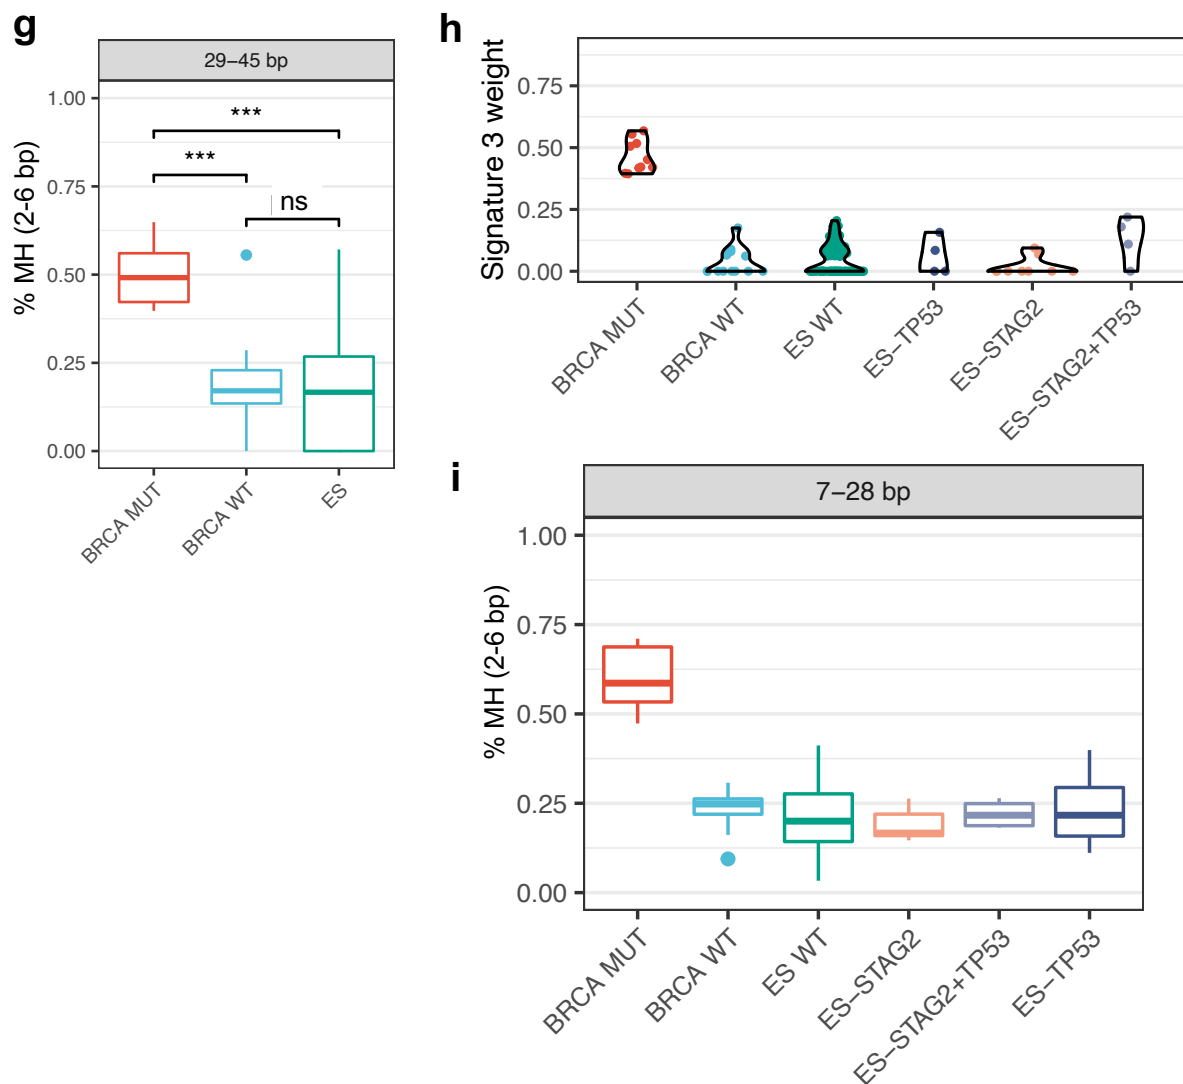 g
29−45 bp
% MH (2-6 bp)
1.00
0.75
0.50
0.25
0.00
***
***
ns
BRCA MUT
BRCA WT
ES
h
Signature 3 weight
0.75
0.50
0.25
0.00
BRCA MUT
BRCA WT
ES WT
ES−TP53
ES−STAG2
ES−STAG2+TP53
i
7−28 bp
% MH (2-6 bp)
1.00
0.75
0.50
0.25
0.00
BRCA MUT
BRCA WT
ES WT
ES−STAG2
ES−STAG2+TP53
ES−TP53